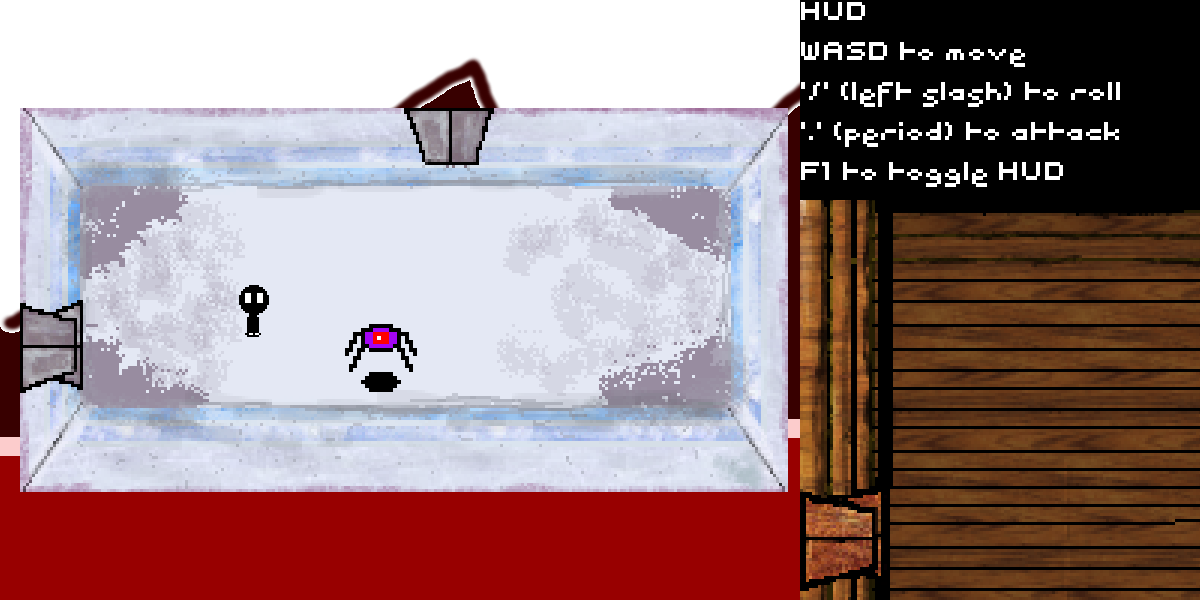 HUD
WASD to move
'/' (left slash) to roll
'.' (period) to attack
F1 to toggle HUD